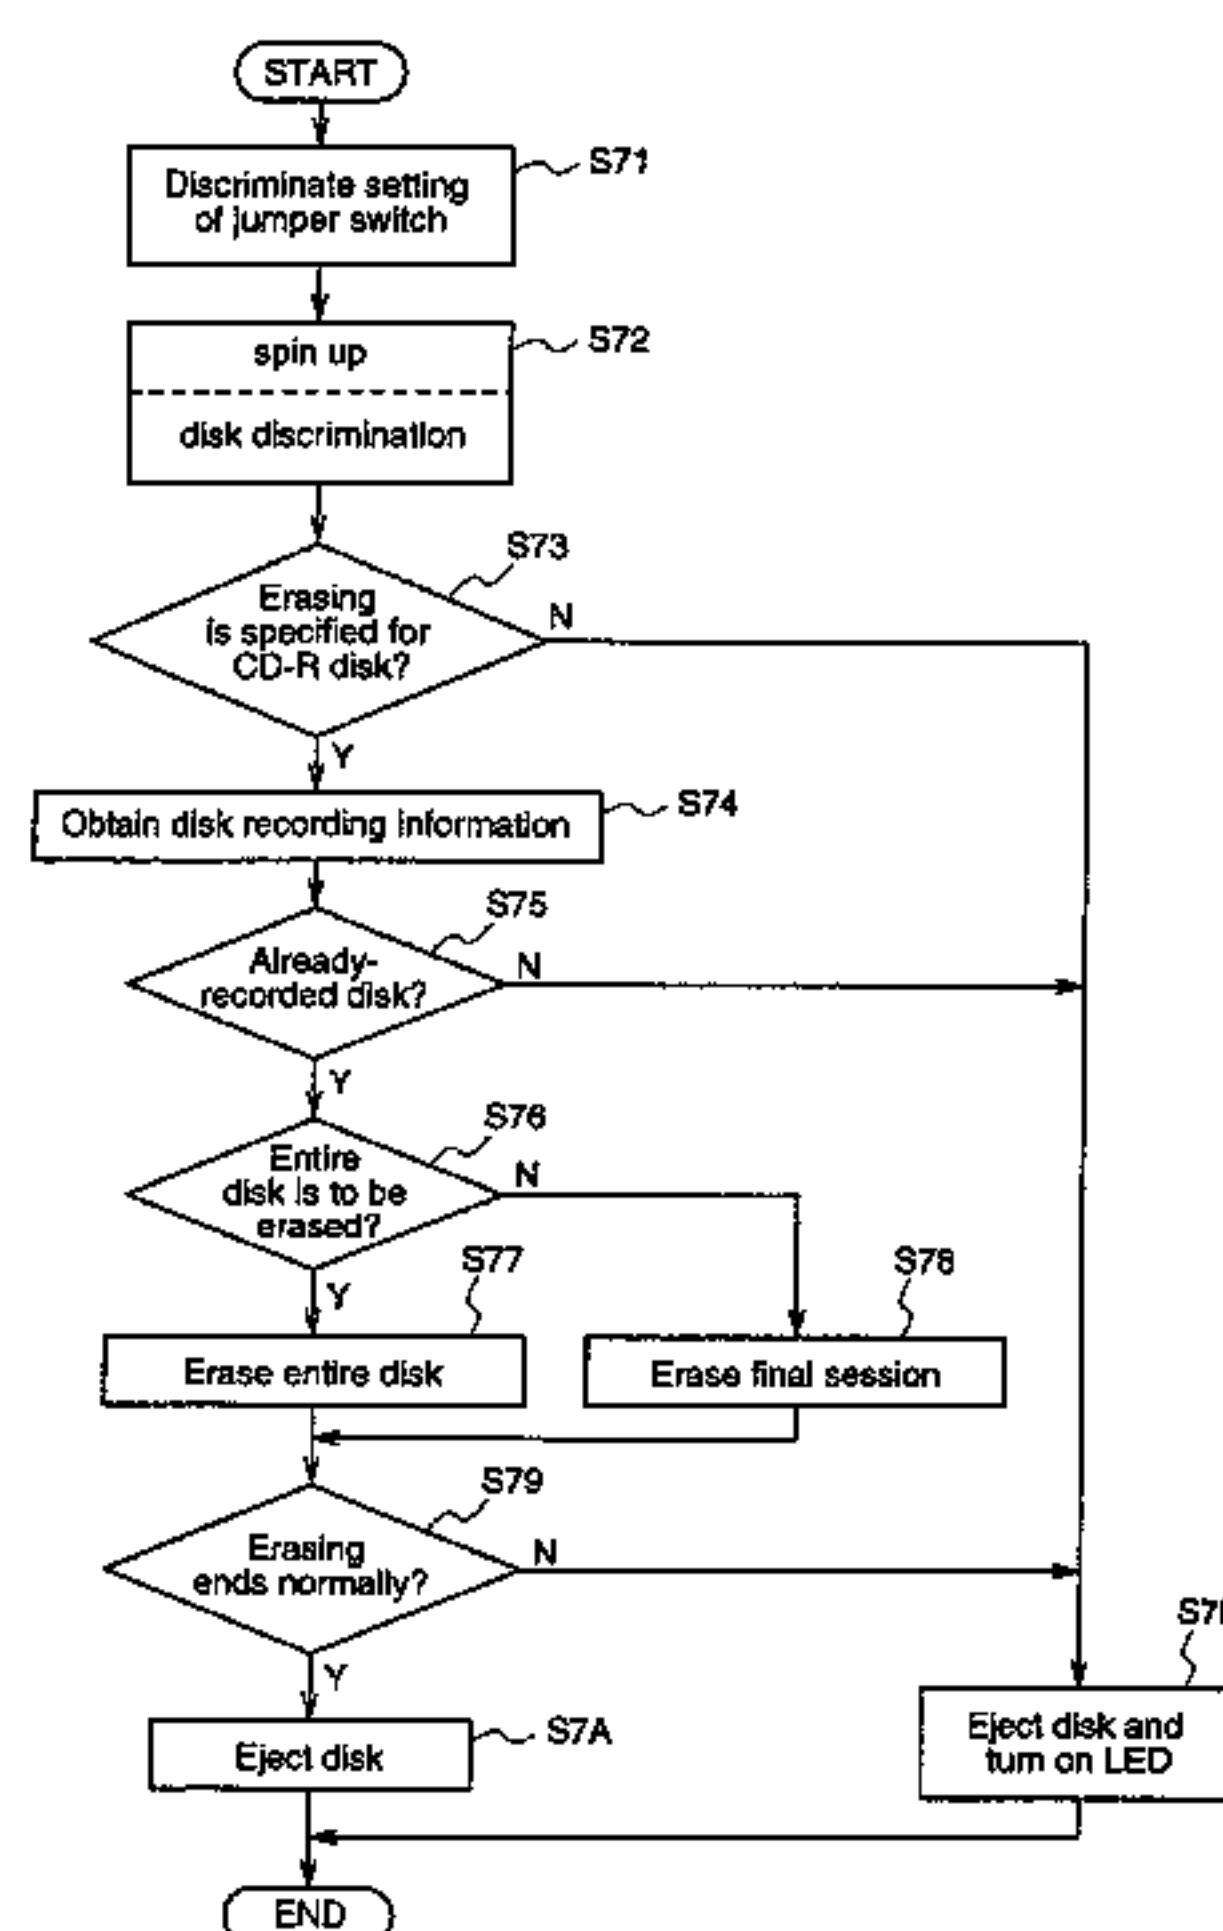 START
Discriminate setting
of jumper switch
S71
spin up
S72
disk discrimination
S73
Erasing
is specified for
CD-R disk?
N
Y
Obtain disk recording information
S74
S75
Already-
recorded disk?
N
Y
S76
Entire
disk is to be
erased?
N
Y
S77
S78
Erase entire disk
Erase final session
S79
Erasing
ends normally?
N
Y
Eject disk
S7A
Eject disk and
turn on LED
END